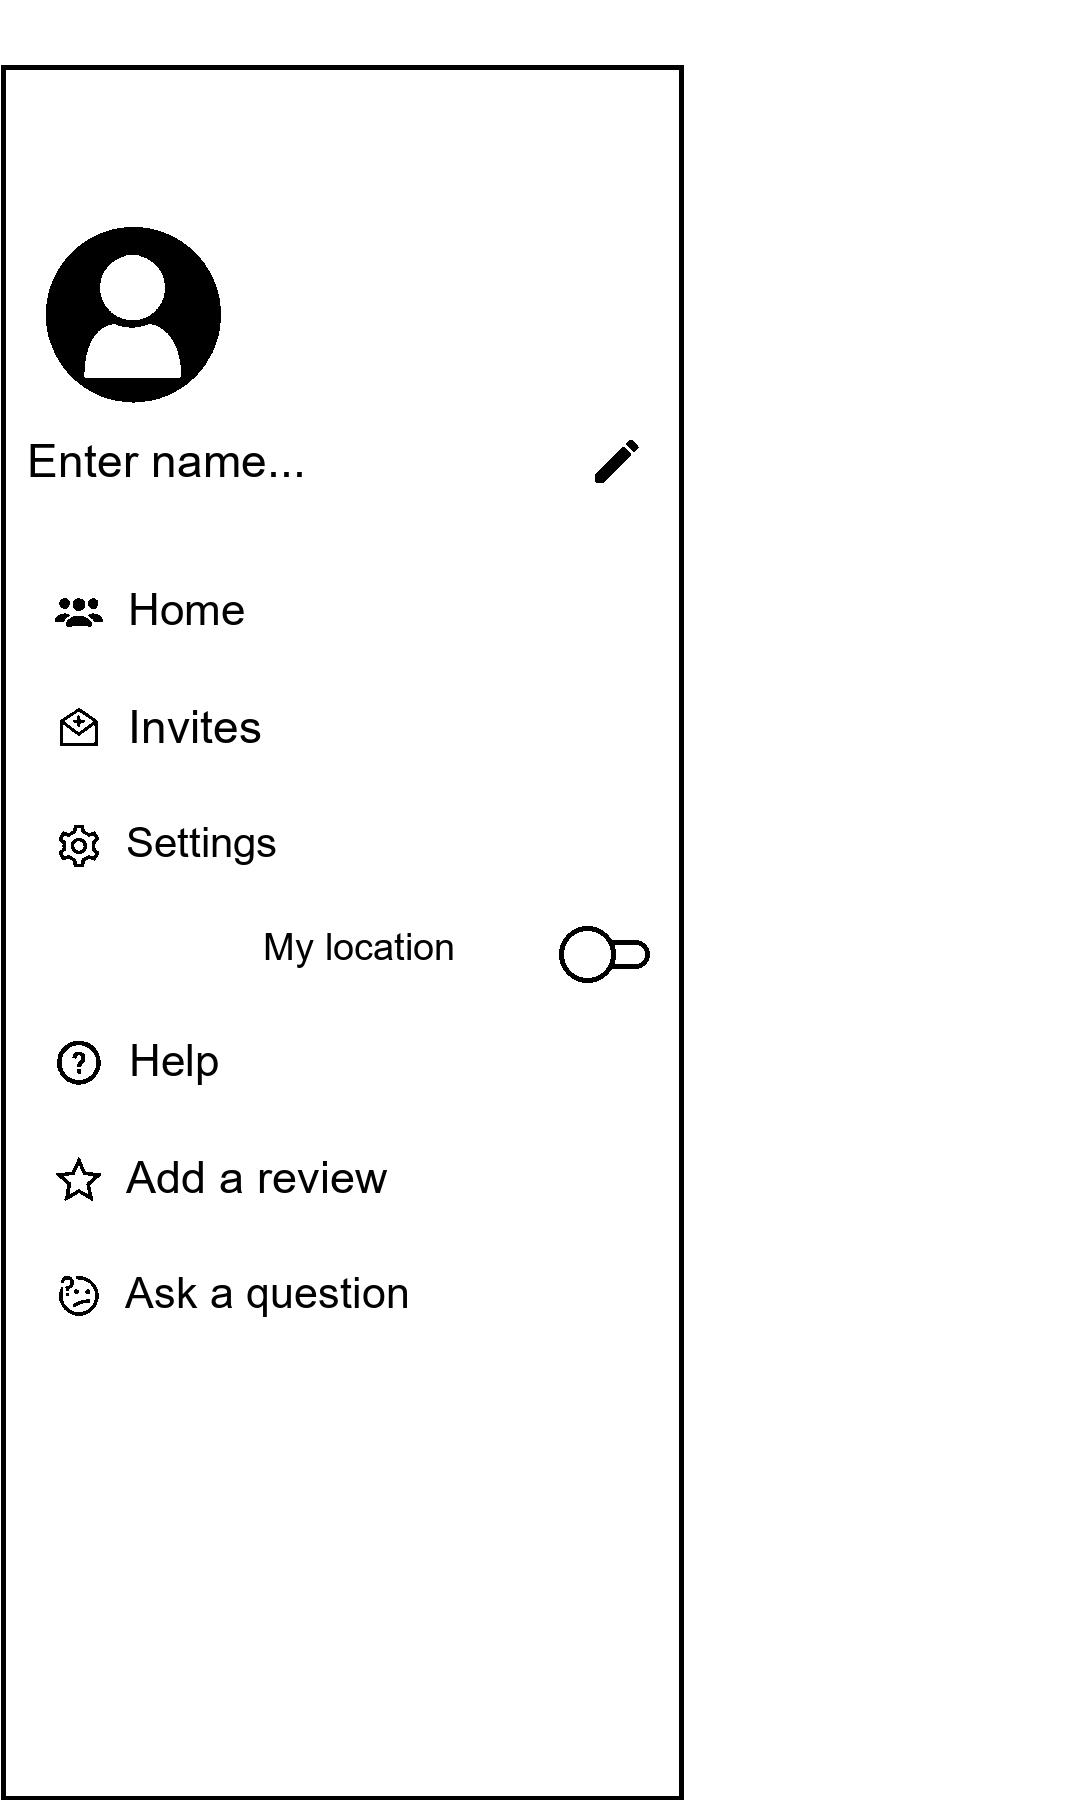 Enter name...
Home
Invites
Settings
My location
Help
Add a review
Ask a question